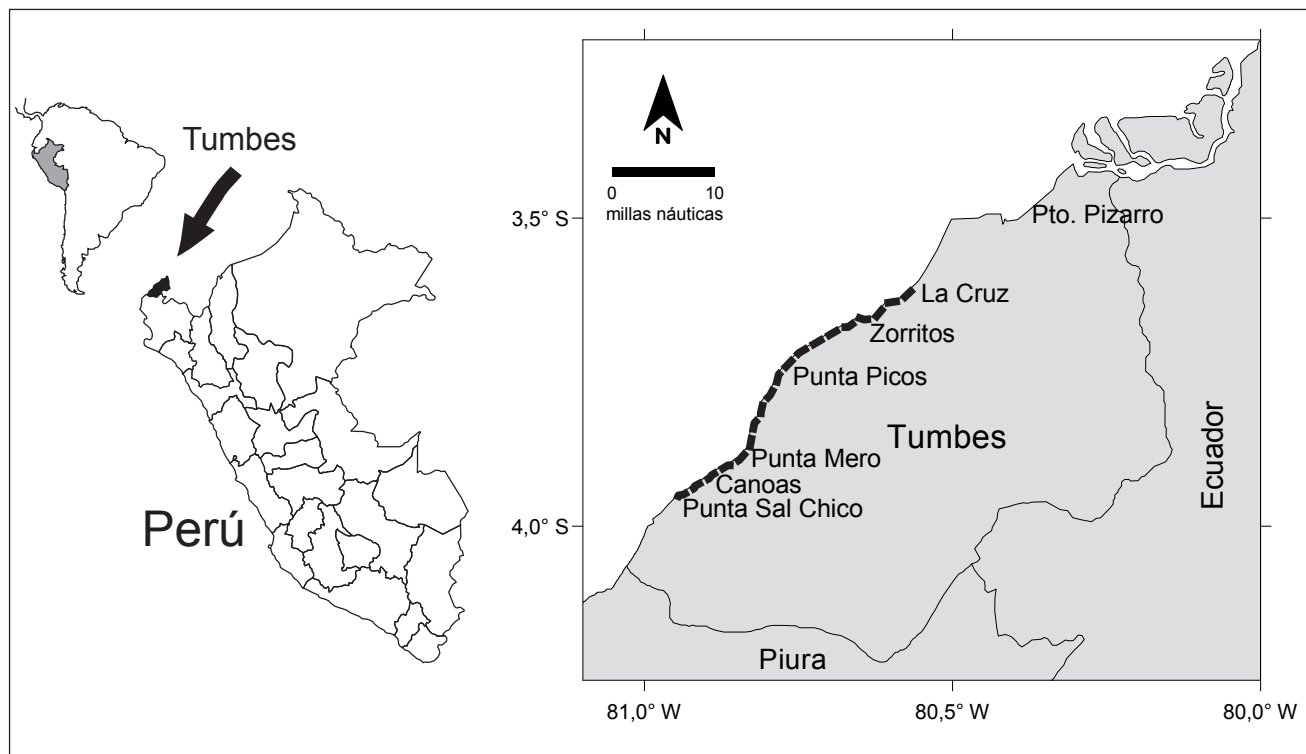 Tumbes
Perú
N
0 10
millas náuticas
3,5° S
4,0° S
Pto. Pizarro
La Cruz
Zorritos
Punta Picos
Tumbes
Punta Mero
Canoas
Punta Sal Chico
Ecuador
Piura
81,0° W 80,5° W 80,0° W